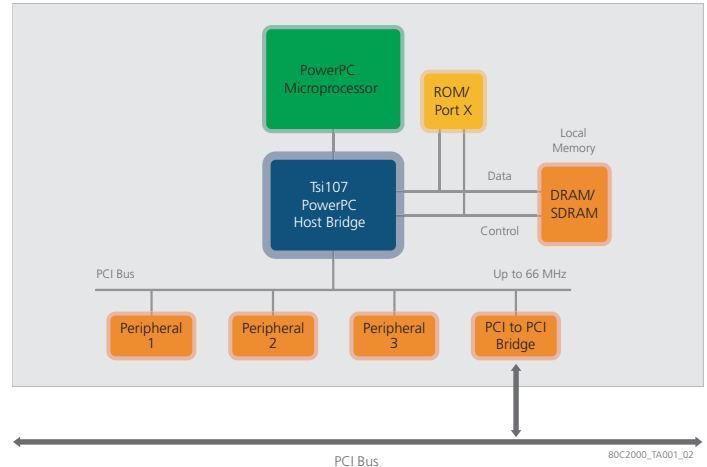 PowerPC
Microprocessor
ROM/
Port X
Local
Memory
Tsi107
PowerPC
Host Bridge
Data
DRAM/
SDRAM
Control
PCI Bus
Up to 66 MHz
Peripheral
1
Peripheral
2
Peripheral
3
PCI to PCI
Bridge
PCI Bus
80C2000_TA001_02